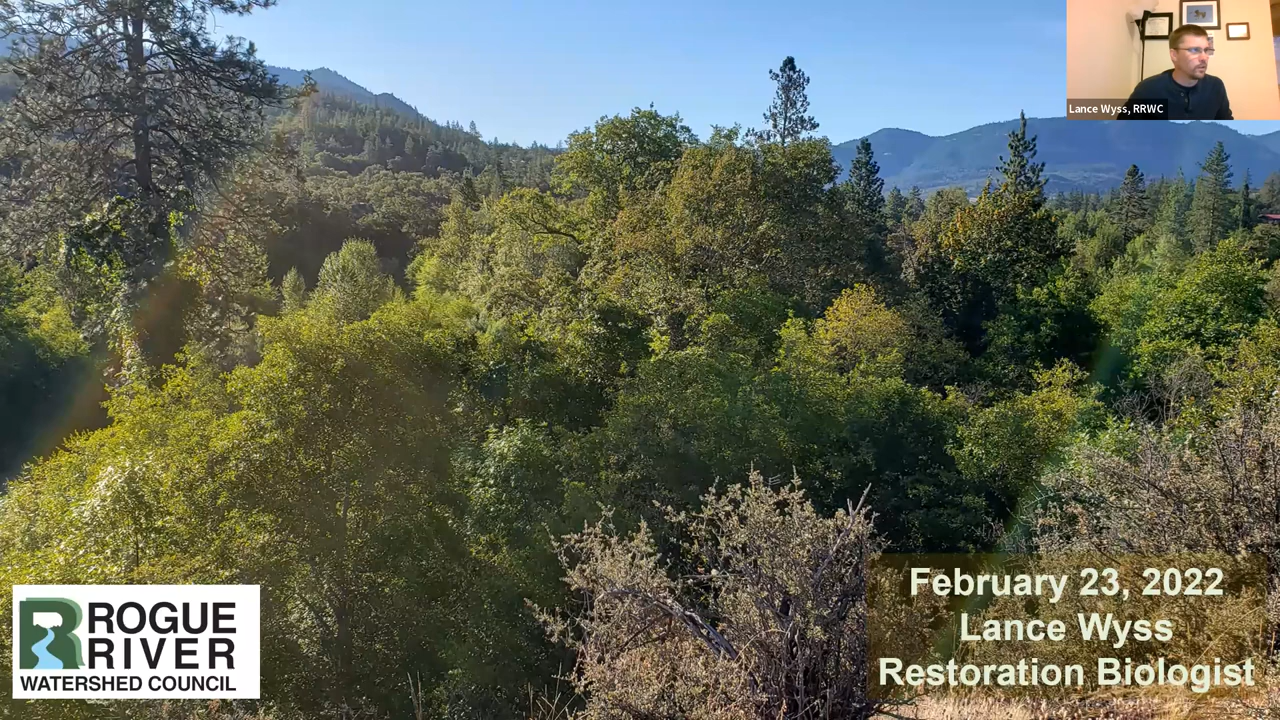 Lance Wyss, RRWC
ROGUE
RIVER
WATERSHED COUNCIL
February 23, 2022
Lance Wyss
Restoration Biologist